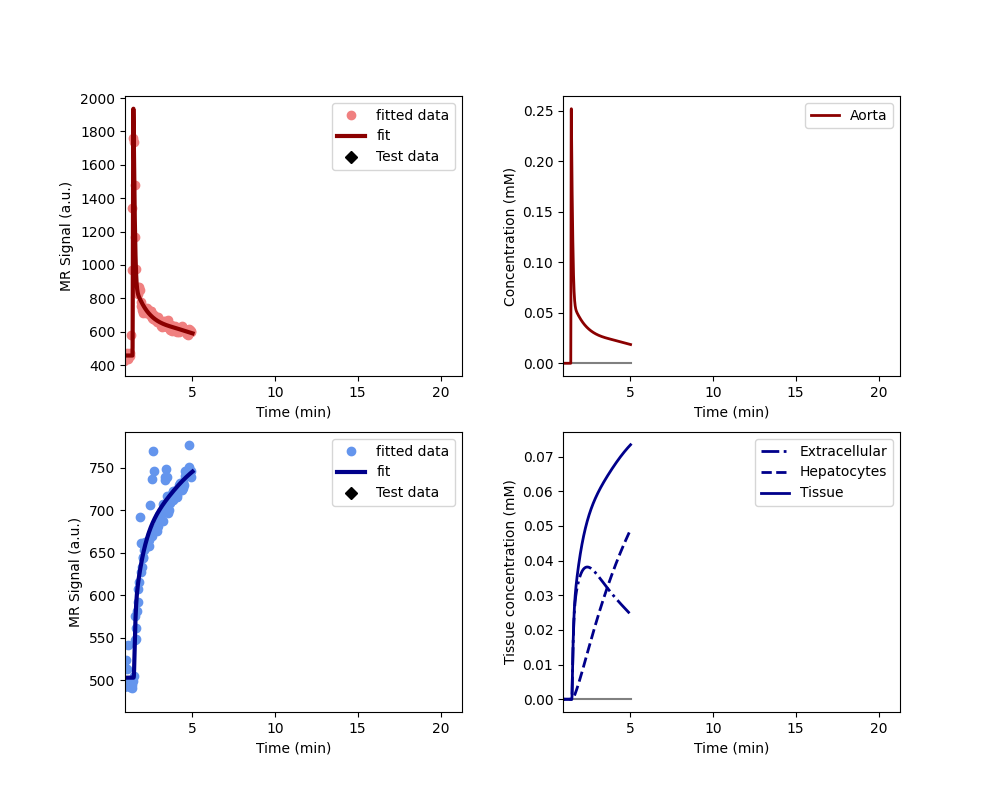 2000
1800
1600
1400
1200
1000
800
600
400
MR Signal (a.u.)
5
10
15
20
Time (min)
fitted data
fit
Test data
0.25
0.20
0.15
0.10
0.05
0.00
Concentration (mM)
5
10
15
20
Time (min)
Aorta
750
700
650
600
550
500
MR Signal (a.u.)
5
10
15
20
Time (min)
fitted data
fit
Test data
0.07
0.06
0.05
0.04
0.03
0.02
0.01
0.00
Tissue concentration (mM)
5
10
15
20
Time (min)
Extracellular
Hepatocytes
Tissue